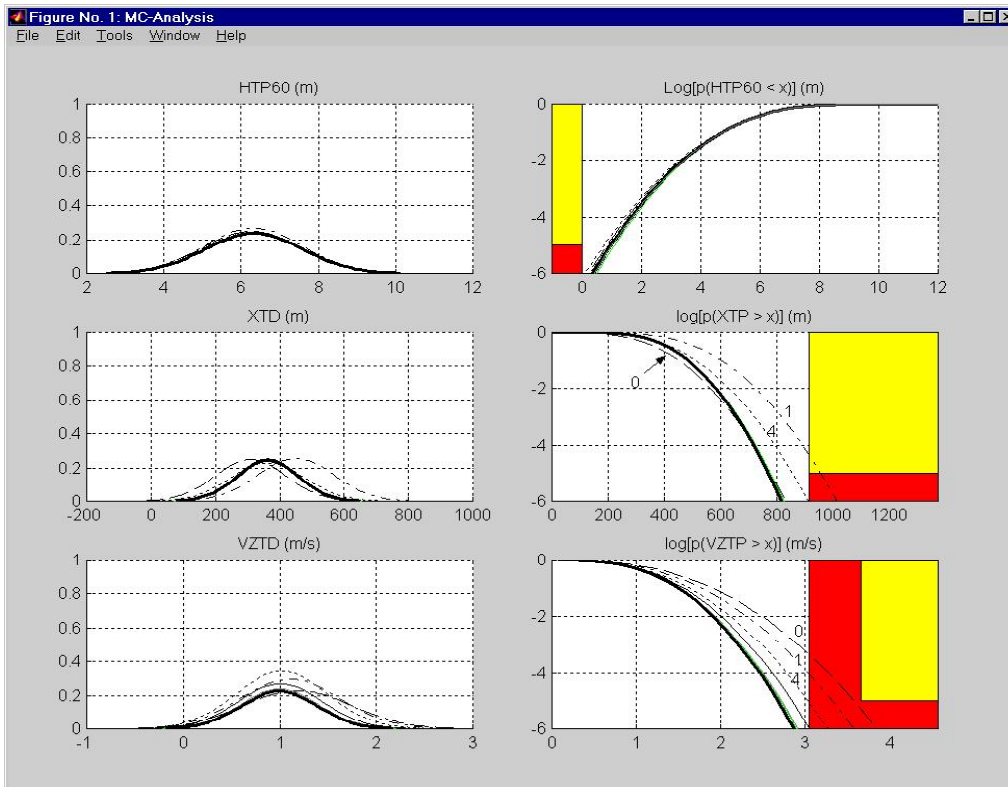 Figure No. 1: MC-Analysis
File Edit Tools Window Help
HTP60 (m)
1
0.8
0.6
0.4
0.2
0
2 4 6 8 10 12
Log[p(HTP60 < x)] (m)
0
-2
-4
-6
0 2 4 6 8 10 12
XTD (m)
1
0.8
0.6
0.4
0.2
0
-200 0 200 400 600 800 1000
log[p(XTP > x)] (m)
0
-2
-4
-6
0
1
4
0 200 400 600 800 1000 1200
VZTD (m/s)
1
0.8
0.6
0.4
0.2
0
-1 0 1 2 3
log[p(VZTP > x)] (m/s)
0
-2
-4
-6
0
1
4
0 1 2 3 4